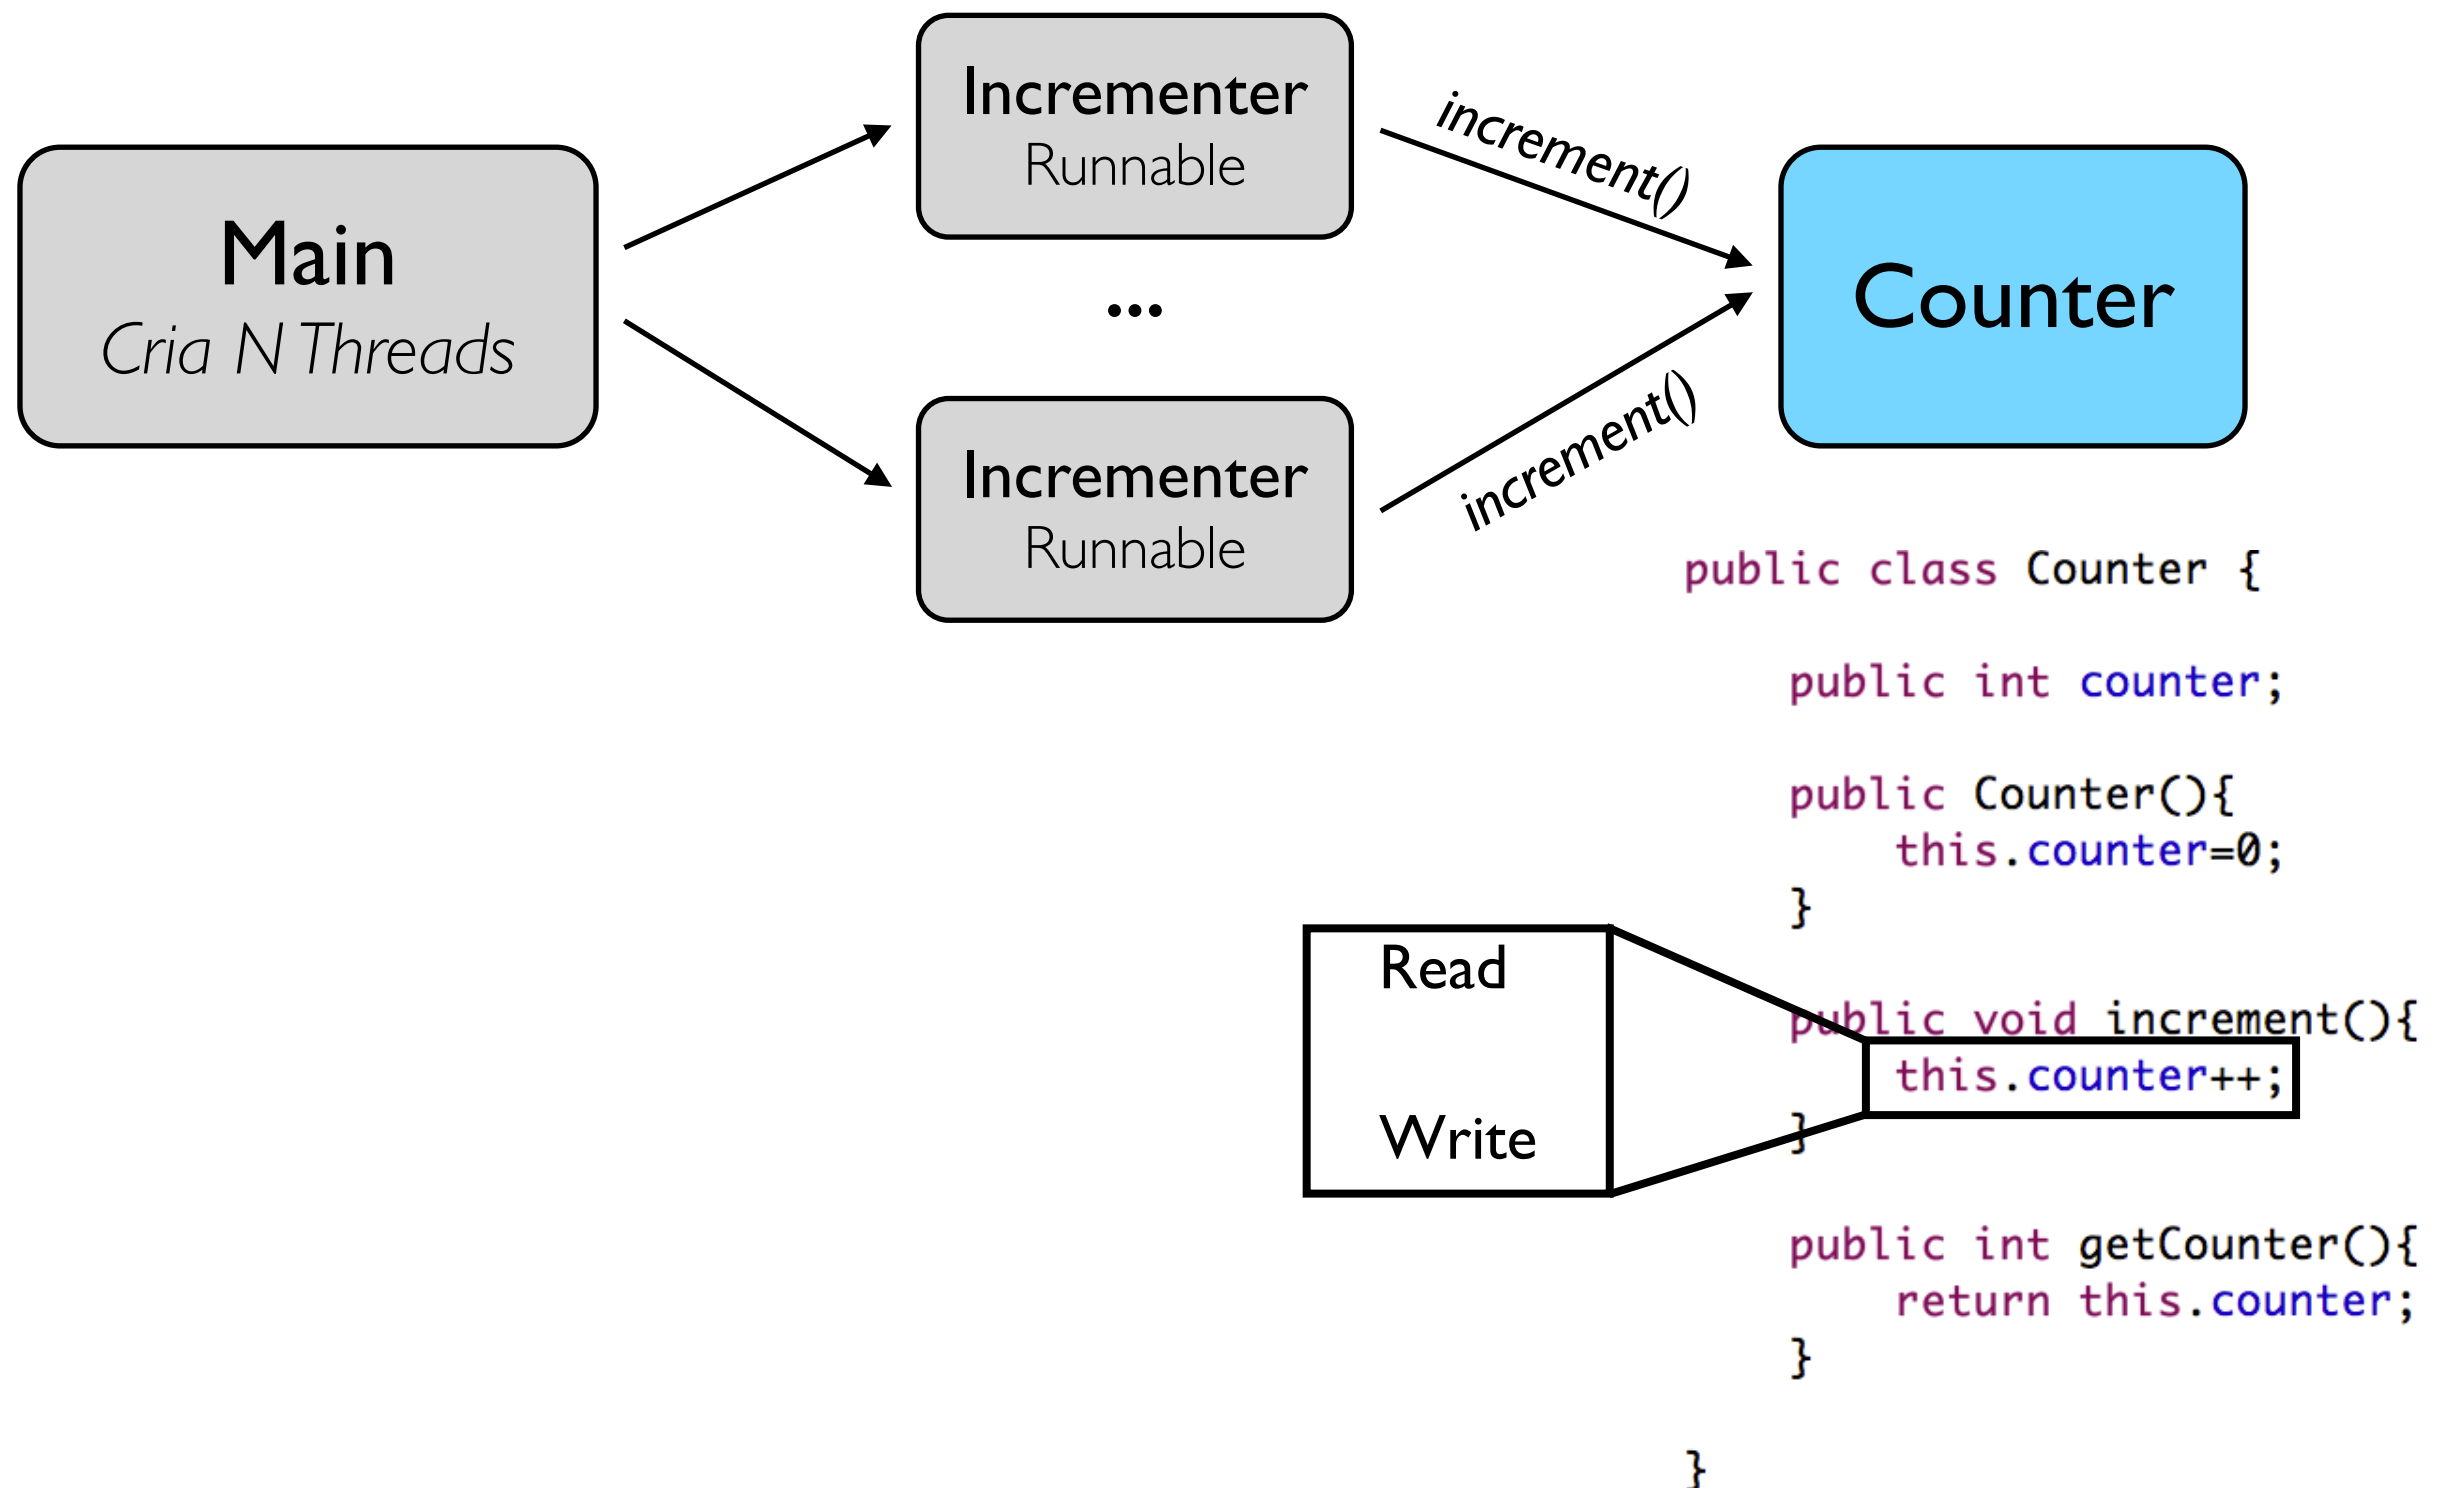 Main
Cria N Threads
Incrementer
Runnable
...
Incrementer
Runnable
increment()
increment()
Counter
public class Counter {
public int counter;
public Counter(){
this.counter=0;
}
public void increment(){
this.counter++;
}
public int getCounter(){
return this.counter;
}
}
Read
Write